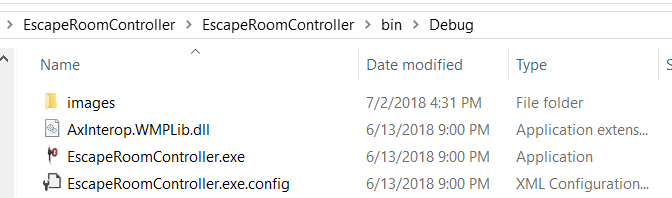 EscapeRoomController > EscapeRoomController > bin > Debug
Name Date modified Type S
images 7/2/2018 4:31 PM File folder
AxInterop.WMPLib.dll 6/13/2018 9:00 PM Application extens...
EscapeRoomController.exe 6/13/2018 9:00 PM Application
EscapeRoomController.exe.config 6/13/2018 9:00 PM XML Configuration...